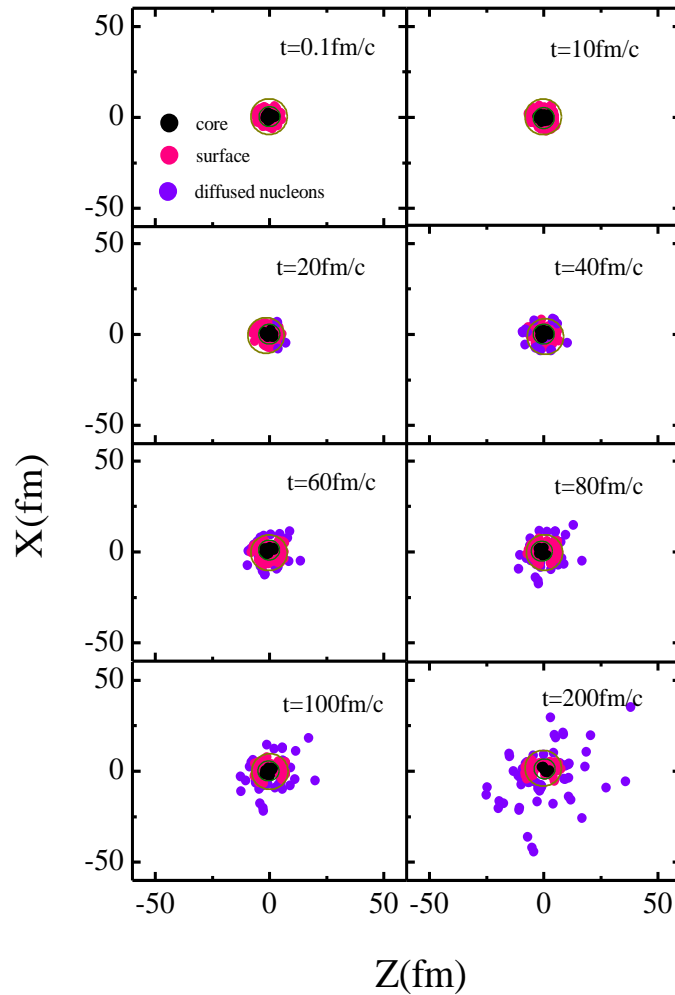 50
t=0.1fm/c
t=10fm/c
0
core
surface
diffused nucleons
-50
50
t=20fm/c
t=40fm/c
0
-50
50
t=60fm/c
t=80fm/c
0
-50
50
t=100fm/c
t=200fm/c
0
-50
-50
0
50
-50
0
50
X(fm)
Z(fm)